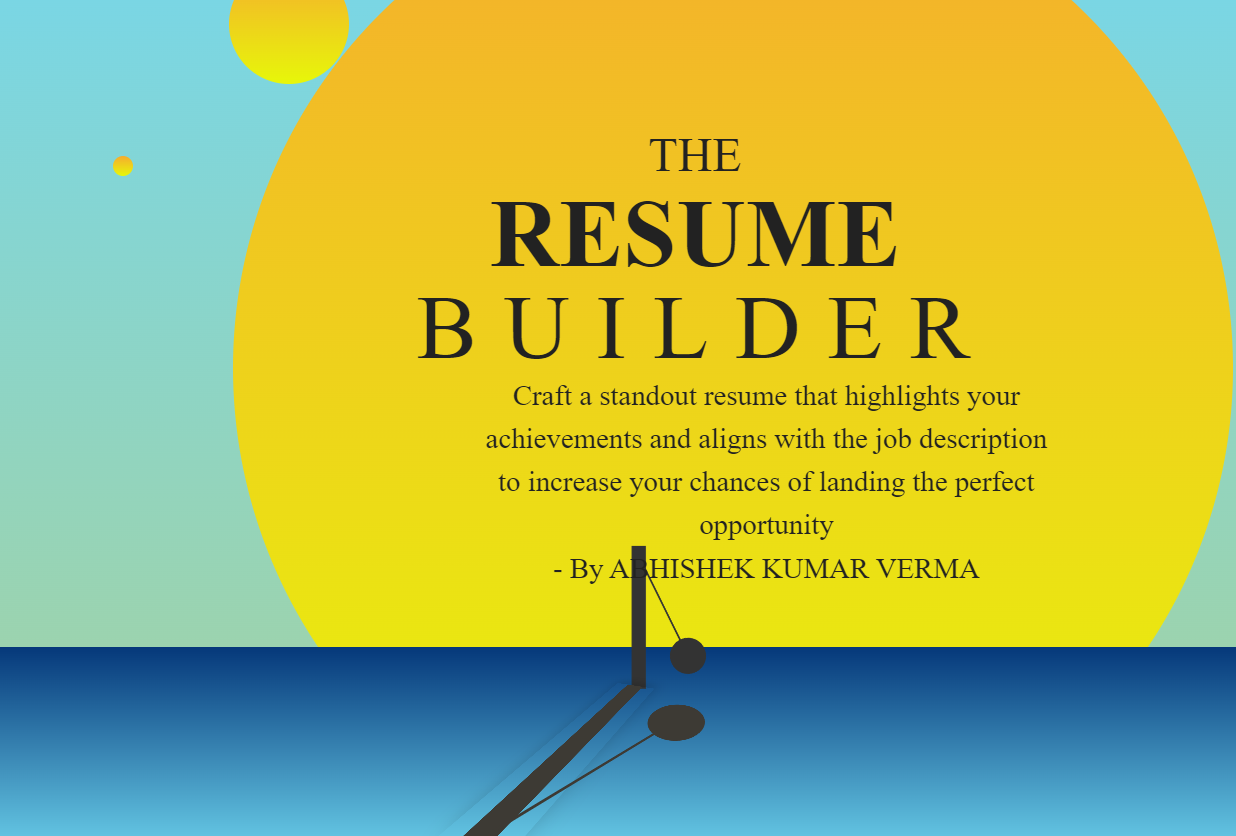 THE
RESUME
BUILDER
Craft a standout resume that highlights your
achievements and aligns with the job description
to increase your chances of landing the perfect
opportunity
- By ABHISHEK KUMAR VERMA